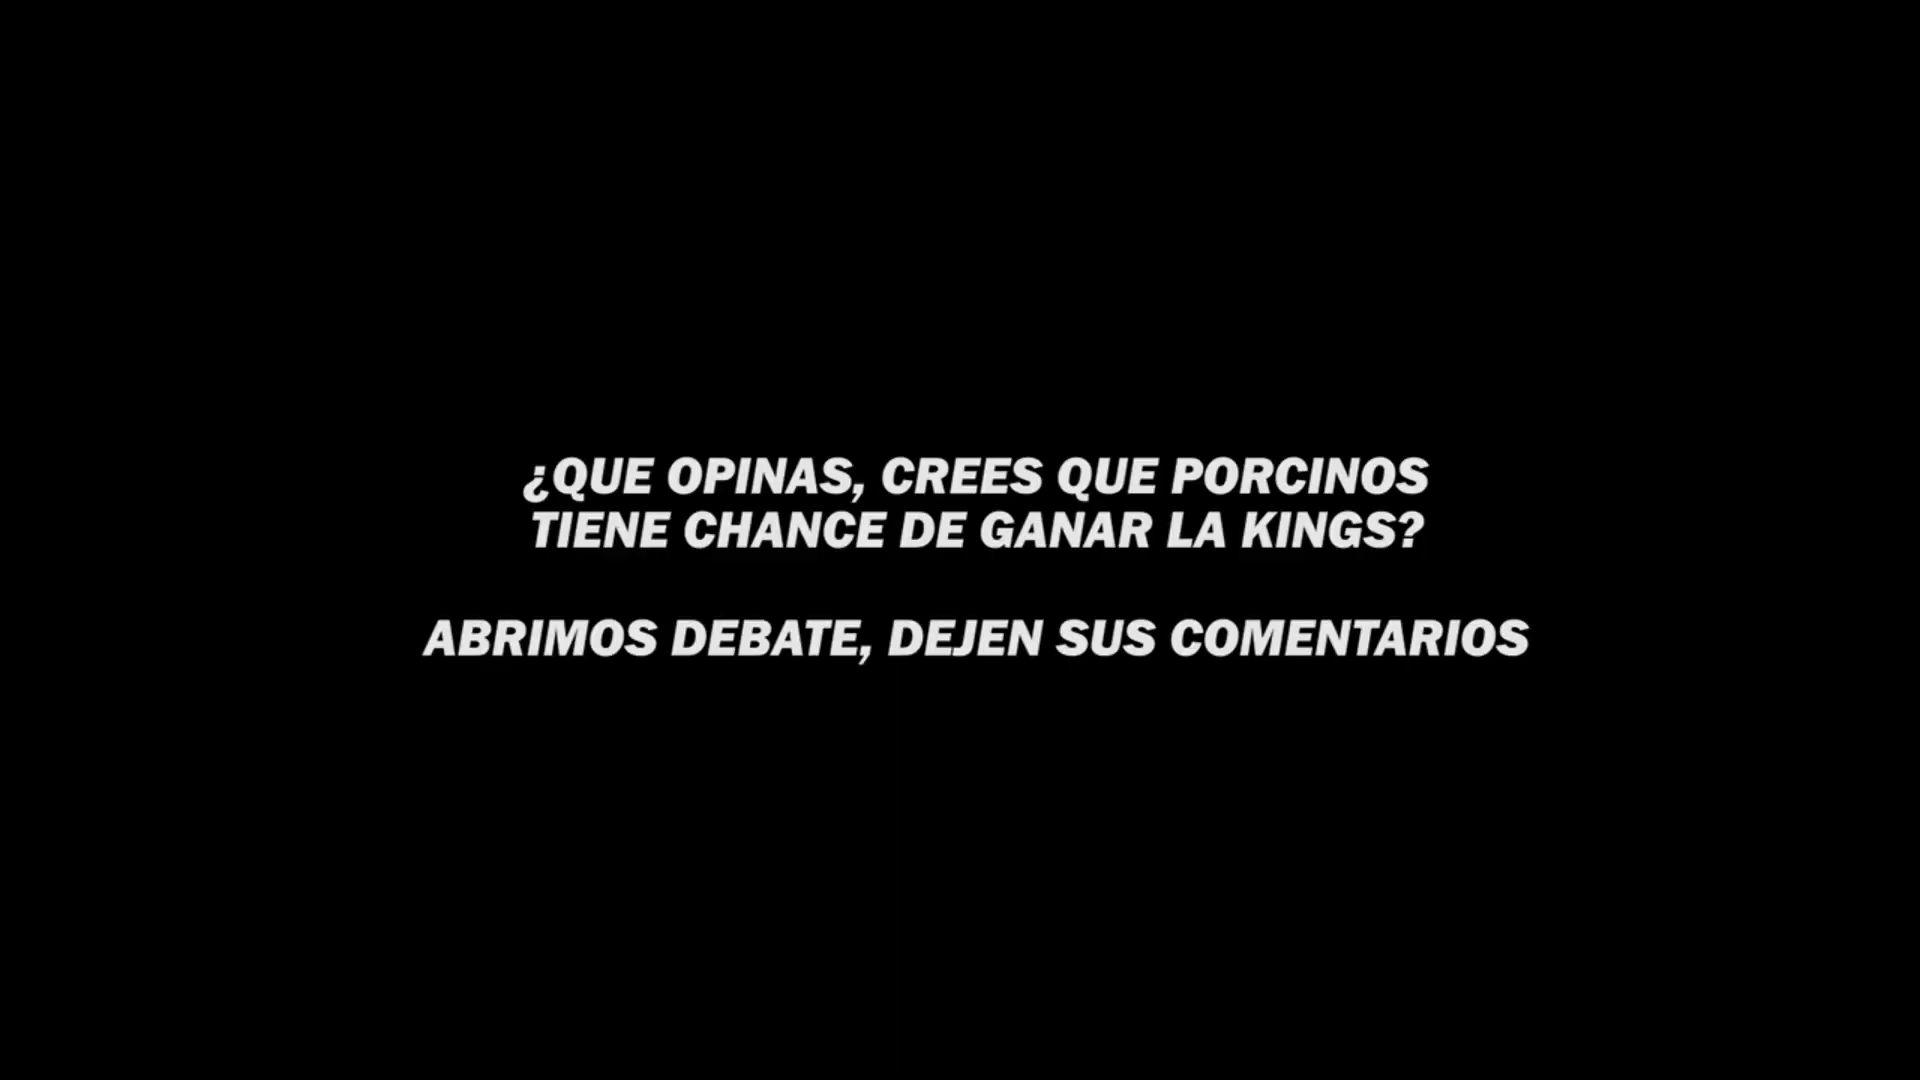 ¿QUE OPINAS, CREES QUE PORCINOS
TIENE CHANCE DE GANAR LA KINGS?
ABRIMOS DEBATE, DEJEN SUS COMENTARIOS